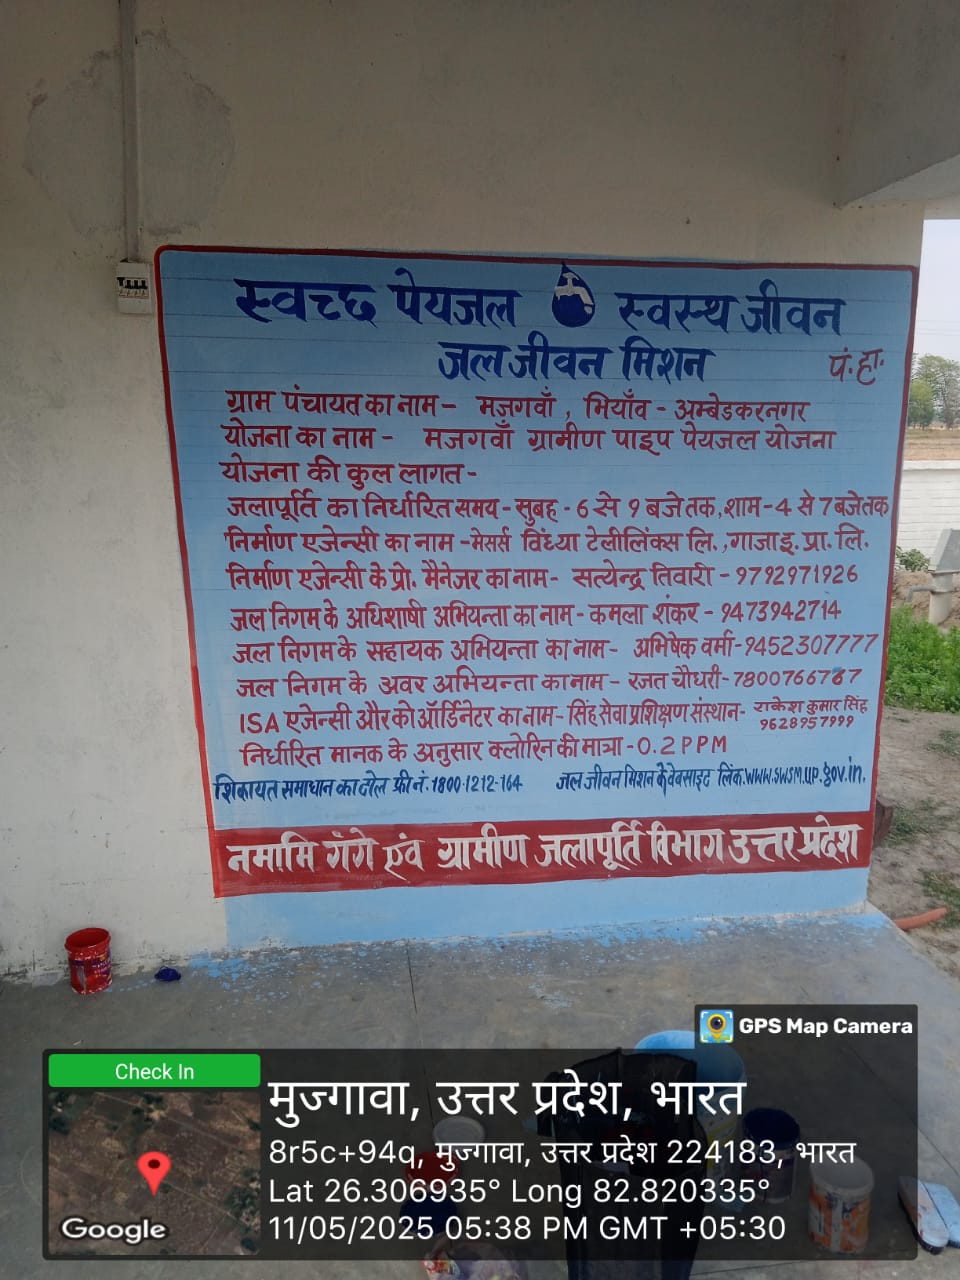 स्वच्छ पेयजल स्वस्थ जीवन
जल जीवन मिशन
पं. हा.
ग्राम पंचायत का नाम - मजगवाँ , भियाँव - अम्बेडकरनगर
योजना का नाम - मजगवाँ ग्रामीण पाइप पेयजल योजना
योजना की कुल लागत -
जलापूर्ति का निर्धारित समय - सुबह - 6 से 9 बजे तक, शाम - 4 से 7 बजे तक
निर्माण एजेन्सी का नाम - मेसर्स विंध्या टेलीलिंक्स लि. ,गाजा इ. प्रा. लि.
निर्माण एजेन्सी के प्रो. मैनेजर का नाम - सत्येन्द्र तिवारी - 9792971926
जल निगम के अधिशाषी अभियन्ता का नाम - कमला शंकर - 9473942714
जल निगम के सहायक अभियन्ता का नाम - अभिषेक वर्मा - 9452307777
जल निगम के अवर अभियन्ता का नाम - रजत चौधरी - 7800766787
ISA एजेन्सी और को ऑर्डिनेटर का नाम - सिंह सेवा प्रशिक्षण संस्थान - राकेश कुमार सिंह
9628957999
निर्धारित मानक के अनुसार क्लोरिन की मात्रा - 0.2 PPM
शिकायत समाधान का टोल फ्री नं. 1800-1212-164 जल जीवन मिशन के वेबसाइट लिंक.www.swsm.up.gov.in.
नमामि गंगे एवं ग्रामीण जलापूर्ति विभाग उत्तर प्रदेश
GPS Map Camera
Check In
मुज्गावा, उत्तर प्रदेश, भारत
8r5c+94q, मुज्गावा, उत्तर प्रदेश 224183, भारत
Lat 26.306935° Long 82.820335°
11/05/2025 05:38 PM GMT +05:30
Google